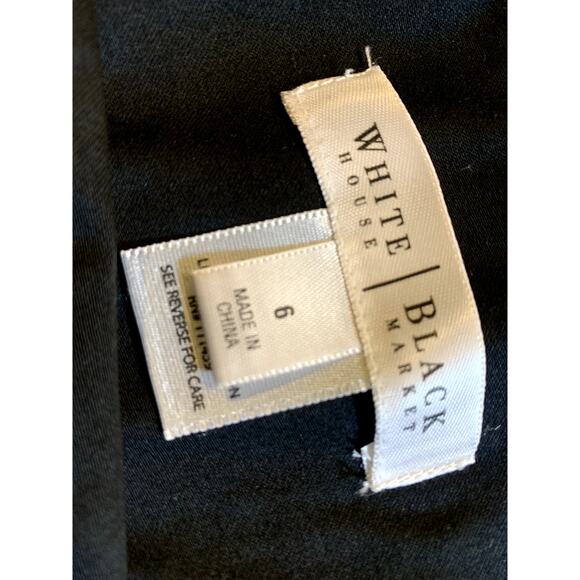 WHITE | BLACK
HOUSE MARKET
6
MADE IN
CHINA
SEE REVERSE FOR CARE